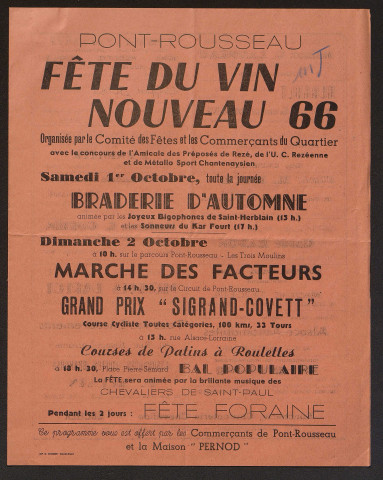 PONT-ROUSSEAU
FÊTE DU VIN
NOUVEAU 66
Organisée par le Comité des Fêtes et les Commerçants du Quartier
avec le concours de l'Amicale des Préposés de Rezé, de l'U. C. Rezéenne
et de Métallo Sport Chantenaysien.
Samedi 1er Octobre, toute la journée
BRADERIE D'AUTOMNE
animée par les Joyeux Bigophones de Saint-Herblain (15 h.)
et les Sonneurs du Kar Fourt (17 h.)
Dimanche 2 Octobre
à 10 h. sur le parcours Pont-Rousseau - Les Trois Moulins
MARCHE DES FACTEURS
à 14 h. 30, sur le Circuit de Pont-Rousseau
GRAND PRIX "SIGRAND-COVETT"
Course Cycliste Toutes Catégories, 100 kms, 23 Tours
à 15 h. rue Alsace-Lorraine
Courses de Patins à Roulettes
à 18 h. 30, Place Pierre-Sémard BAL POPULAIRE
La FÊTE sera animée par la brillante musique des
CHEVALIERS DE SAINT-PAUL
Pendant les 2 jours : FÊTE FORAINE
Ce programme vous est offert par les Commerçants de Pont-Rousseau
et la Maison "PERNOD"